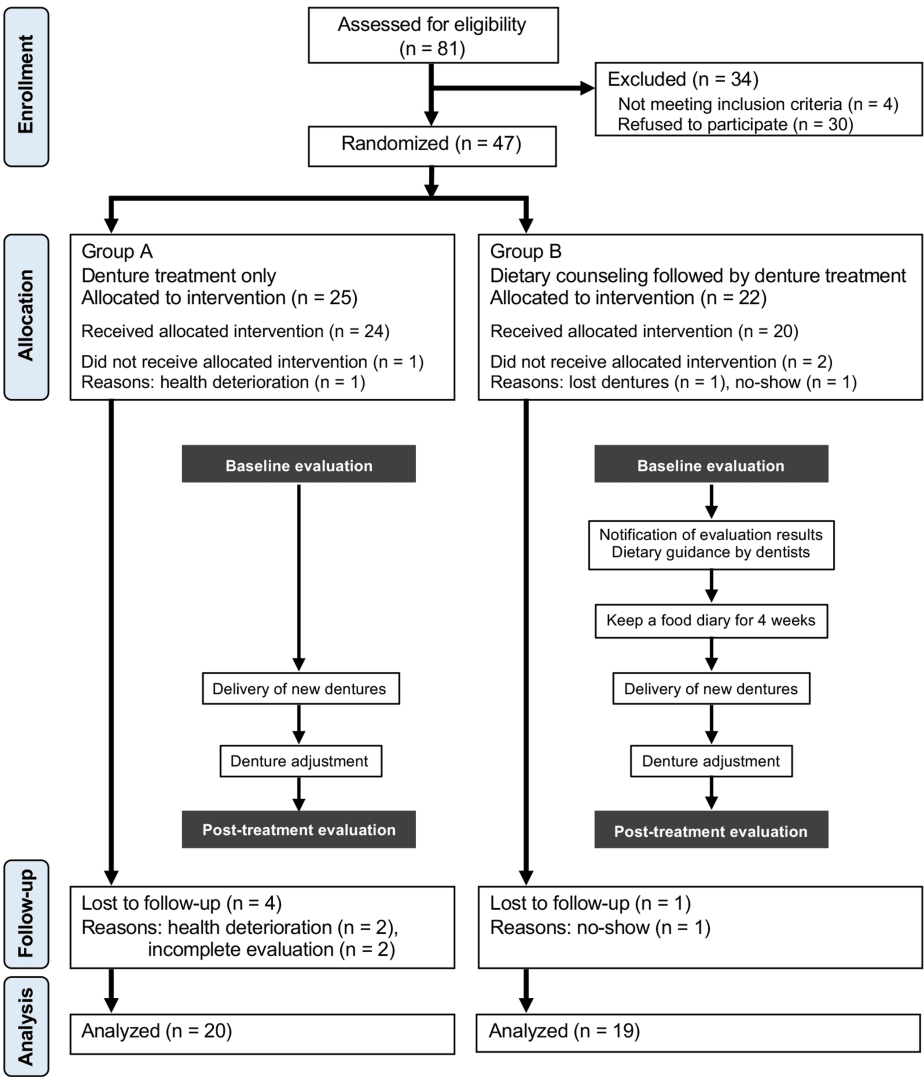 Enrollment
Assessed for eligibility
(n = 81)
Excluded (n = 34)
Not meeting inclusion criteria (n = 4)
Refused to participate (n = 30)
Randomized (n = 47)
Allocation
Group A
Denture treatment only
Allocated to intervention (n = 25)
Received allocated intervention (n = 24)
Did not receive allocated intervention (n = 1)
Reasons: health deterioration (n = 1)
Group B
Dietary counseling followed by denture treatment
Allocated to intervention (n = 22)
Received allocated intervention (n = 20)
Did not receive allocated intervention (n = 2)
Reasons: lost dentures (n = 1), no-show (n = 1)
Baseline evaluation
Delivery of new dentures
Denture adjustment
Post-treatment evaluation
Baseline evaluation
Notification of evaluation results
Dietary guidance by dentists
Keep a food diary for 4 weeks
Delivery of new dentures
Denture adjustment
Post-treatment evaluation
Follow-up
Lost to follow-up (n = 4)
Reasons: health deterioration (n = 2),
incomplete evaluation (n = 2)
Lost to follow-up (n = 1)
Reasons: no-show (n = 1)
Analysis
Analyzed (n = 20)
Analyzed (n = 19)